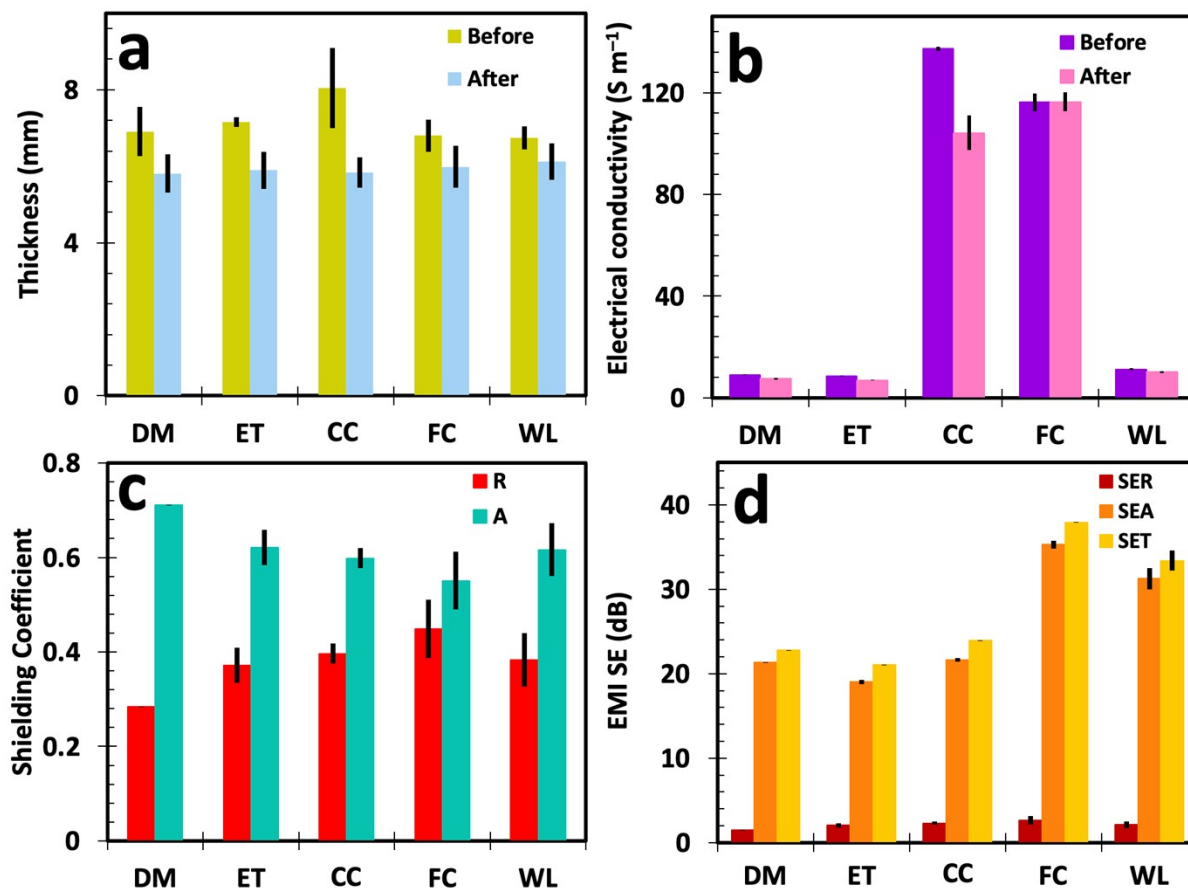 a
Before
After
Thickness (mm)
8
4
0
DM ET CC FC WL
b
Before
After
Electrical conductivity (S m⁻¹)
120
80
40
0
DM ET CC FC WL
c
R
A
Shielding Coefficient
0.8
0.6
0.4
0.2
0
DM ET CC FC WL
d
SER
SEA
SET
EMI SE (dB)
40
30
20
10
0
DM ET CC FC WL